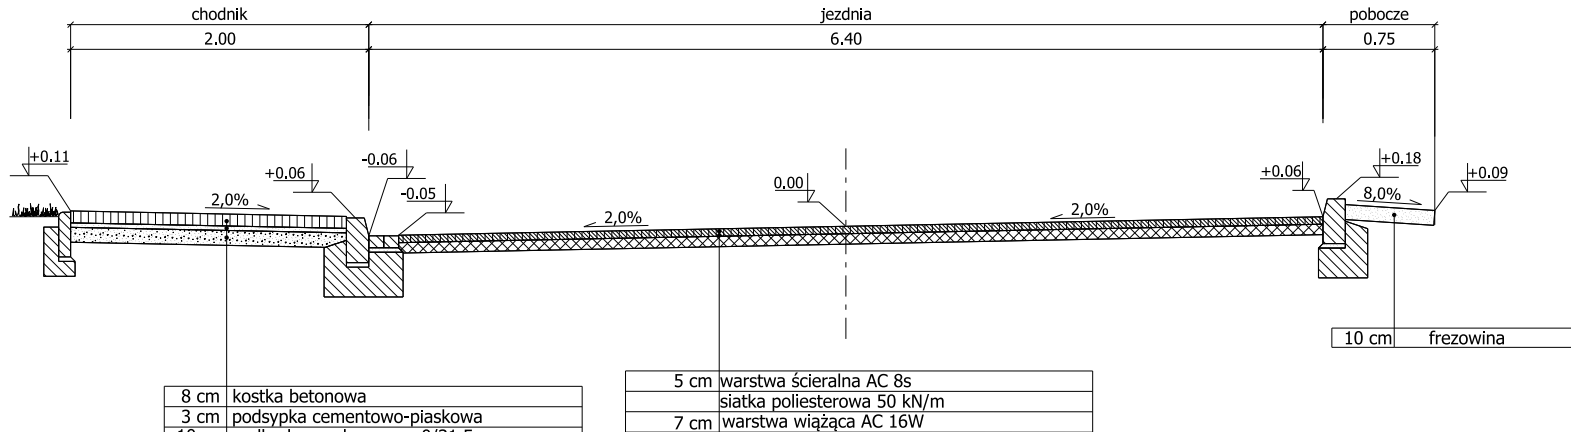 chodnik jezdnia pobocze
2.00 6.40 0.75
+0.11 +0.06 -0.06 -0.05 0.00 +0.06 +0.18 +0.09
2,0% 2,0% 2,0% 8,0%
10 cm frezowina
8 cm kostka betonowa
3 cm podsypka cementowo-piaskowa
5 cm warstwa ścieralna AC 8s
siatka poliesterowa 50 kN/m
7 cm warstwa wiążąca AC 16W